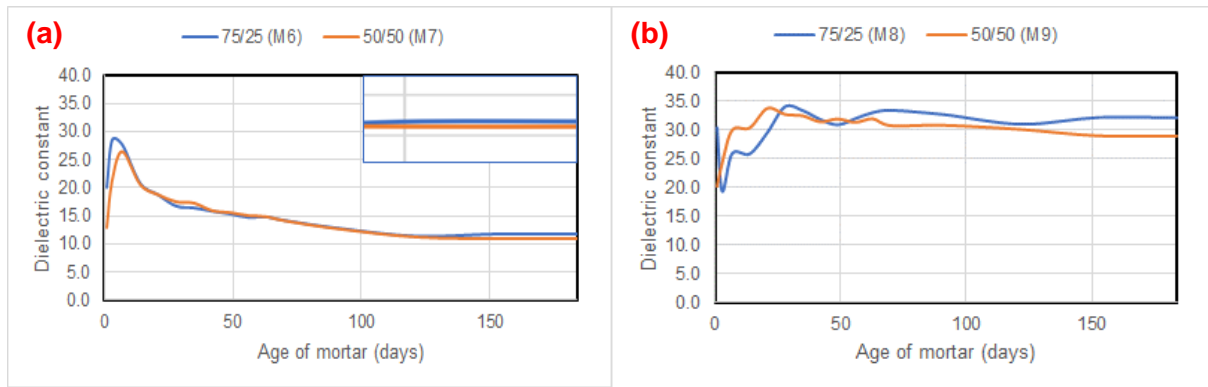 (a)
75/25 (M6) 50/50 (M7)
Dielectric constant
40.0
35.0
30.0
25.0
20.0
15.0
10.0
5.0
0.0
0 50 100 150
Age of mortar (days)
(b)
75/25 (M8) 50/50 (M9)
Dielectric constant
40.0
35.0
30.0
25.0
20.0
15.0
10.0
5.0
0.0
0 50 100 150
Age of mortar (days)